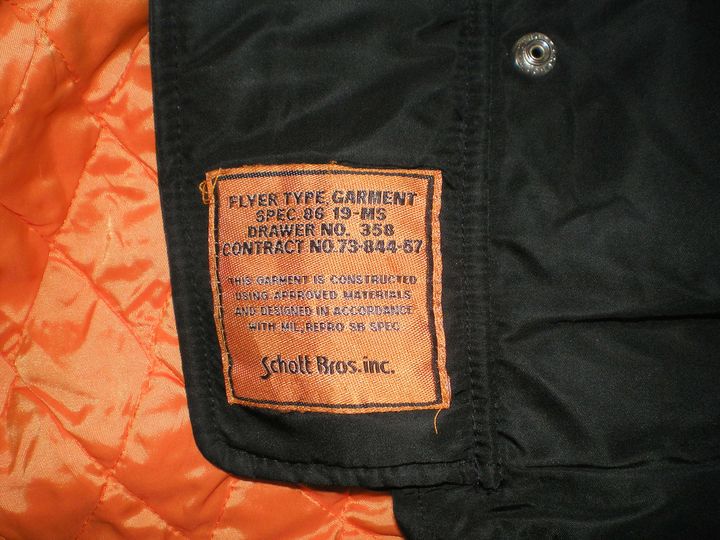 FLYER TYPE, GARMENT
SPEC. 86 19-MS
DRAWER NO. 358
CONTRACT NO. 73-844-67
THIS GARMENT IS CONSTRUCTED
USING APPROVED MATERIALS
AND DESIGNED IN ACCORDANCE
WITH MIL, REPRO SB SPEC
Schott Bros. inc.